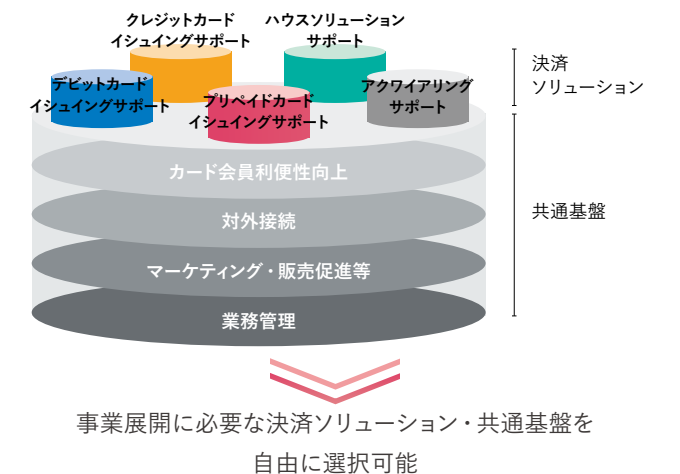 クレジットカード
イシュイングサポート
ハウスソリューション
サポート
デビットカード
イシュイングサポート
プリペイドカード
イシュイングサポート
アクワイアリング
サポート
決済
ソリューション
カード会員利便性向上
対外接続
マーケティング・販売促進等
業務管理
共通基盤
事業展開に必要な決済ソリューション・共通基盤を
自由に選択可能